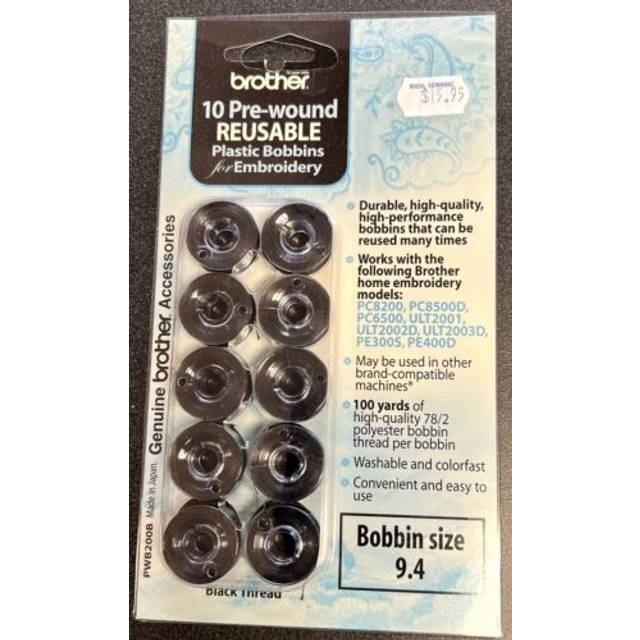 brother
10 Pre-wound
REUSABLE
Plastic Bobbins
for Embroidery
$15.95
Durable, high-quality,
high-performance
bobbins that can be
reused many times
Works with the
following Brother
home embroidery
models:
PC8200, PC8500D,
PC6500, ULT2001,
ULT2002D, ULT2003D,
PE300S, PE400D
May be used in other
brand-compatible
machines*
100 yards of
high-quality 78/2
polyester bobbin
thread per bobbin
Washable and colorfast
Convenient and easy to
use
Bobbin size
9.4
Genuine brother Accessories
PWB200B Made in Japan.
Black Thread